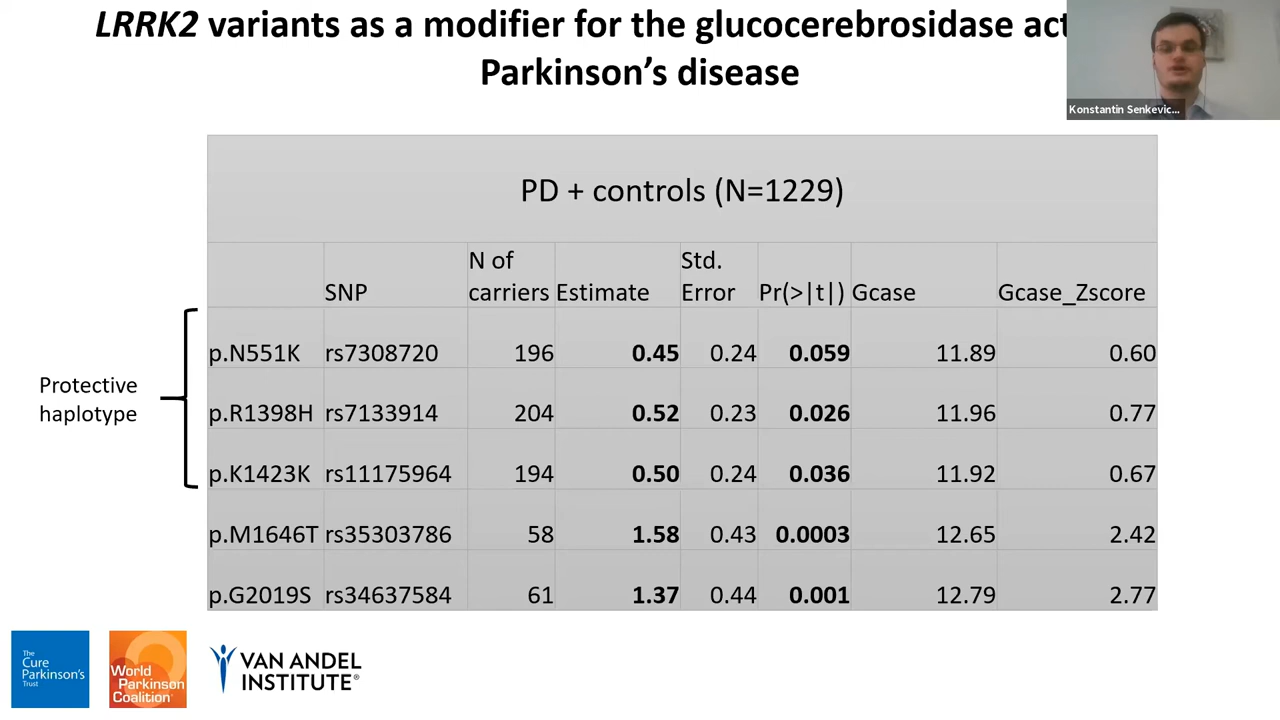 LRRK2 variants as a modifier for the glucocerebrosidase
Parkinson's disease
Konstantin Senkevic...
PD + controls (N=1229)
SNP N of carriers Estimate Std. Error Pr(>|t|) Gcase Gcase_Zscore
Protective
haplotype
p.N551K rs7308720 196 0.45 0.24 0.059 11.89 0.60
p.R1398H rs7133914 204 0.52 0.23 0.026 11.96 0.77
p.K1423K rs11175964 194 0.50 0.24 0.036 11.92 0.67
p.M1646T rs35303786 58 1.58 0.43 0.0003 12.65 2.42
p.G2019S rs34637584 61 1.37 0.44 0.001 12.79 2.77
The
Cure
Parkinson's
Trust
World
Parkinson
Coalition
VAN ANDEL
INSTITUTE®